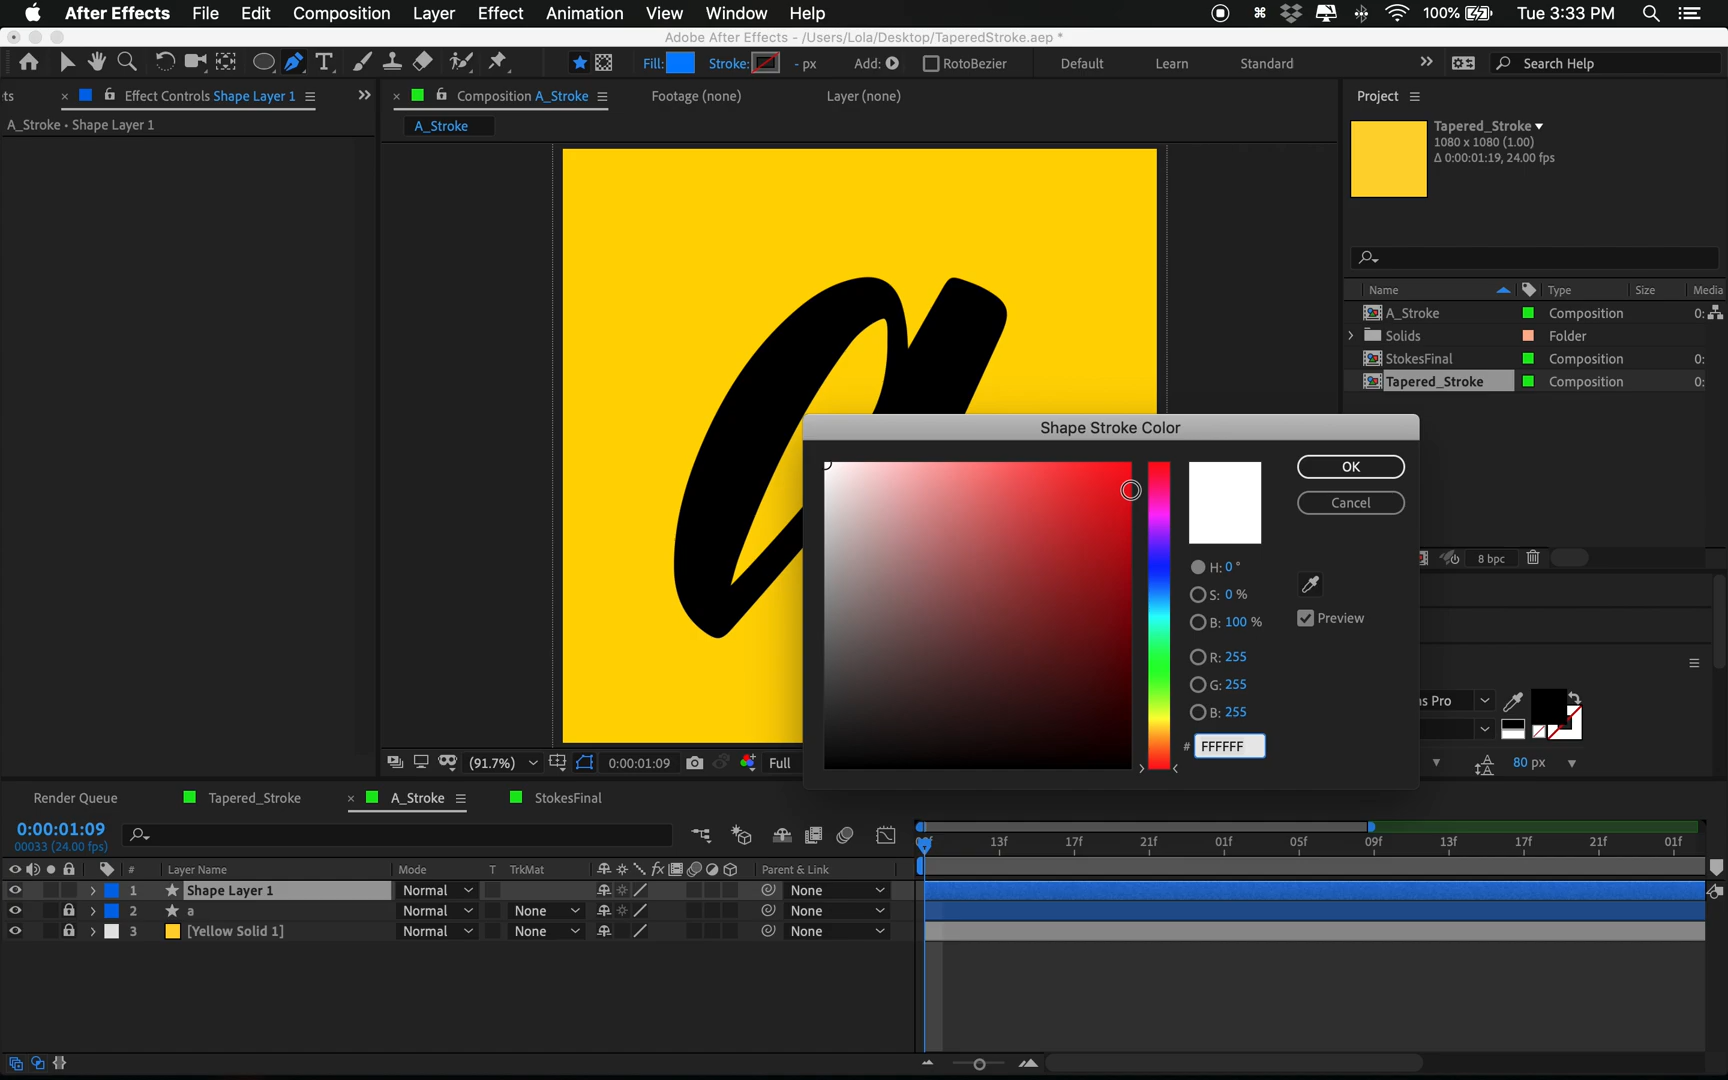 After Effects File Edit Composition Layer Effect Animation View Window Help 100% Tue 3:33 PM
Adobe After Effects - /Users/Lola/Desktop/TaperedStroke.aep *
Fill: Stroke: - px Add: RotoBezier Default Learn Standard Search Help
ts Effect Controls Shape Layer 1 Composition A_Stroke Footage (none) Layer (none) Project
A_Stroke • Shape Layer 1
A_Stroke
Tapered_Stroke
1080 x 1080 (1.00)
Δ 0:00:01:19, 24.00 fps
Name Type Size Media
A_Stroke Composition 0:
Solids Folder
StokesFinal Composition 0:
Tapered_Stroke Composition 0:
a
Shape Stroke Color
OK
Cancel
H: 0 °
S: 0 %
B: 100 %
Preview
R: 255
G: 255
B: 255
# FFFFFF
8 bpc
ns Pro
80 px
(91.7%) 0:00:01:09 Full
Render Queue Tapered_Stroke A_Stroke StokesFinal
0:00:01:09
00033 (24.00 fps)
13f 17f 21f 01f 05f 09f 13f 17f 21f 01f
# Layer Name Mode T TrkMat fx Parent & Link
1 Shape Layer 1 Normal None
2 a Normal None None
3 [Yellow Solid 1] Normal None None